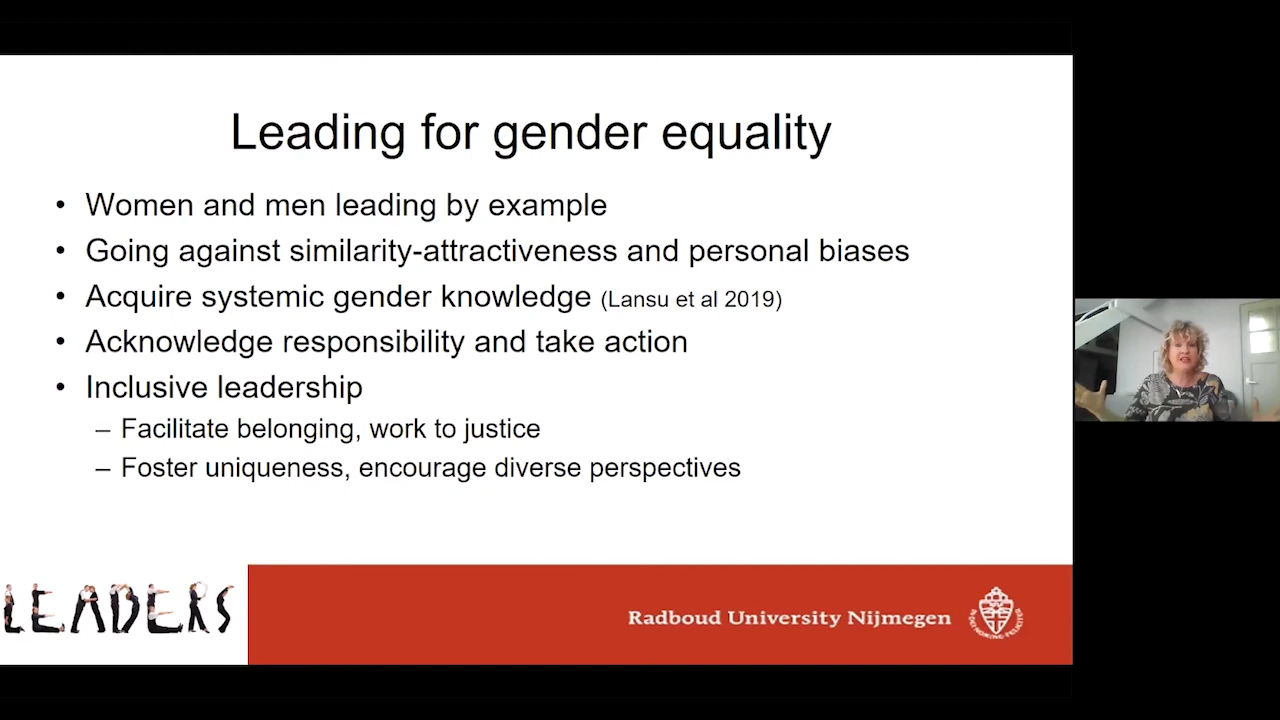 Leading for gender equality
• Women and men leading by example
• Going against similarity-attractiveness and personal biases
• Acquire systemic gender knowledge (Lansu et al 2019)
• Acknowledge responsibility and take action
• Inclusive leadership
– Facilitate belonging, work to justice
– Foster uniqueness, encourage diverse perspectives
LEADERS
Radboud University Nijmegen